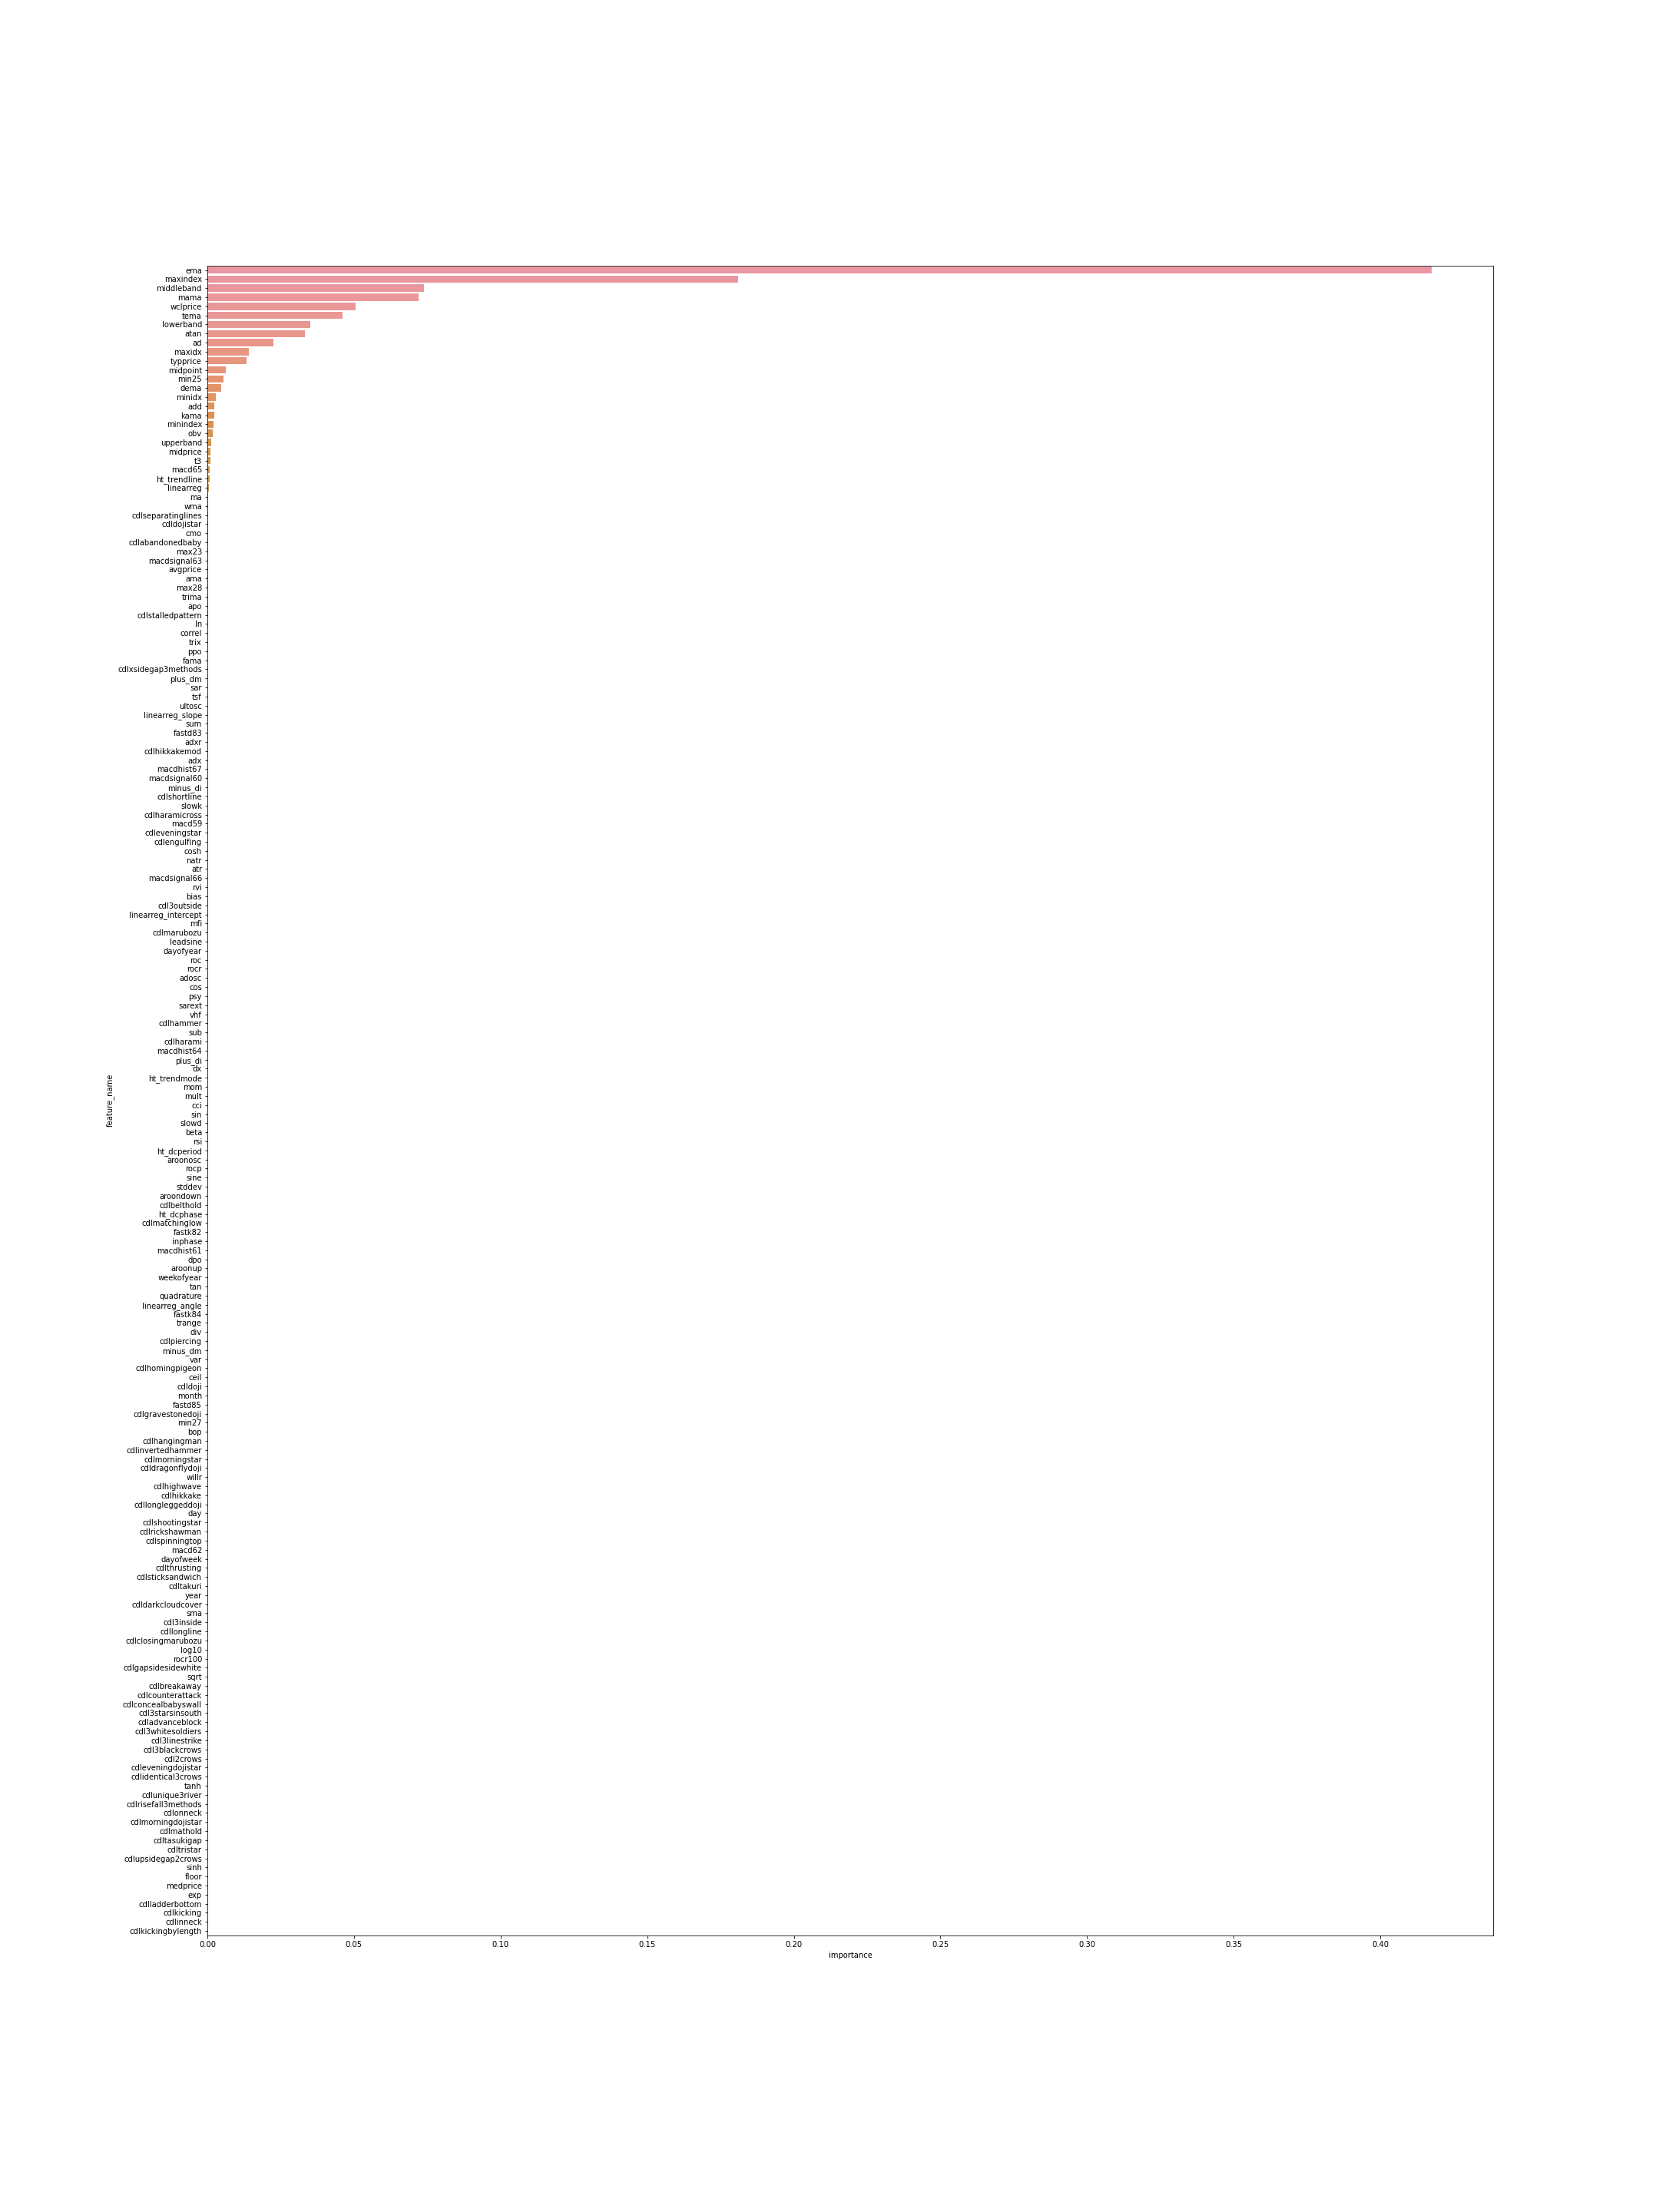 ema
maxindex
middleband
mama
wclprice
tema
lowerband
atan
ad
maxidx
typprice
midpoint
min25
dema
minidx
add
kama
minindex
obv
upperband
midprice
t3
macd65
ht_trendline
linearreg
ma
wma
cdlseparatinglines
cdldojistar
cmo
cdlabandonedbaby
max23
macdsignal63
avgprice
ama
max28
trima
apo
cdlstalledpattern
ln
correl
trix
ppo
fama
cdlxsidegap3methods
plus_dm
sar
tsf
ultosc
linearreg_slope
sum
fastd83
adxr
cdlhikkakemod
adx
macdhist67
macdsignal60
minus_di
cdlshortline
slowk
cdlharamicross
macd59
cdleveningstar
cdlengulfing
cosh
natr
atr
macdsignal66
rvi
bias
cdl3outside
linearreg_intercept
mfi
cdlmarubozu
leadsine
dayofyear
roc
rocr
adosc
cos
psy
sarext
vhf
cdlhammer
sub
cdlharami
macdhist64
plus_di
dx
ht_trendmode
mom
mult
cci
sin
slowd
beta
rsi
ht_dcperiod
aroonosc
rocp
sine
stddev
aroondown
cdlbelthold
ht_dcphase
cdlmatchinglow
fastk82
inphase
macdhist61
dpo
aroonup
weekofyear
tan
quadrature
linearreg_angle
fastk84
trange
div
cdlpiercing
minus_dm
var
cdlhomingpigeon
ceil
cdldoji
month
fastd85
cdlgravestonedoji
min27
bop
cdlhangingman
cdlinvertedhammer
cdlmorningstar
cdldragonflydoji
willr
cdlhighwave
cdlhikkake
cdllongleggeddoji
day
cdlshootingstar
cdlrickshawman
cdlspinningtop
macd62
dayofweek
cdlthrusting
cdlsticksandwich
cdltakuri
year
cdldarkcloudcover
sma
cdl3inside
cdllongline
cdlclosingmarubozu
log10
rocr100
cdlgapsidesidewhite
sqrt
cdlbreakaway
cdlcounterattack
cdlconcealbabyswall
cdl3starsinsouth
cdladvanceblock
cdl3whitesoldiers
cdl3linestrike
cdl3blackcrows
cdl2crows
cdleveningdojistar
cdlidentical3crows
tanh
cdlunique3river
cdlrisefall3methods
cdlonneck
cdlmorningdojistar
cdlmathold
cdltasukigap
cdltristar
cdlupsidegap2crows
sinh
floor
medprice
exp
cdlladderbottom
cdlkicking
cdlinneck
cdlkickingbylength
feature_name
0.00 0.05 0.10 0.15 0.20 0.25 0.30 0.35 0.40
importance